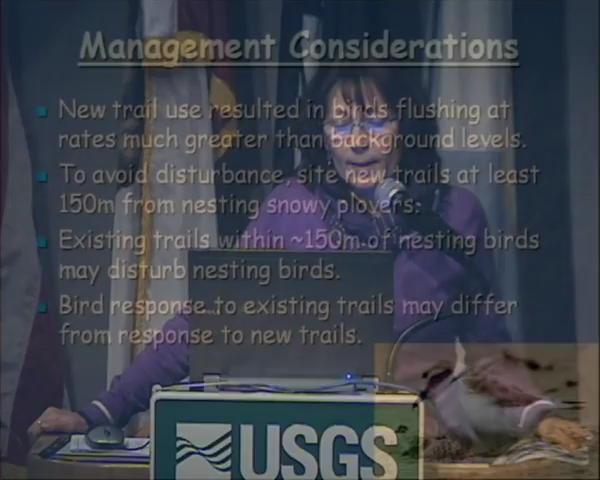 Management Considerations
New trail use resulted in birds flushing at
rates much greater than background levels.
To avoid disturbance, site new trails at least
150m from nesting snowy plovers.
Existing trails within ~150m of nesting birds
may disturb nesting birds.
Bird response to existing trails may differ
from response to new trails.
USGS